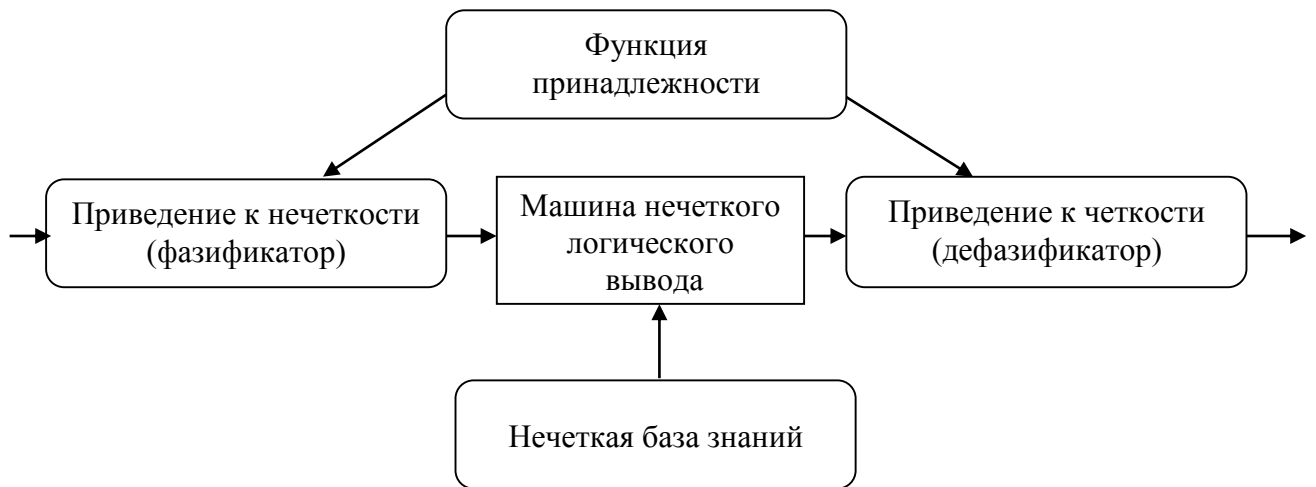 Функция
принадлежности
Приведение к нечеткости
(фазификатор)
Машина нечеткого
логического
вывода
Приведение к четкости
(дефазификатор)
Нечеткая база знаний